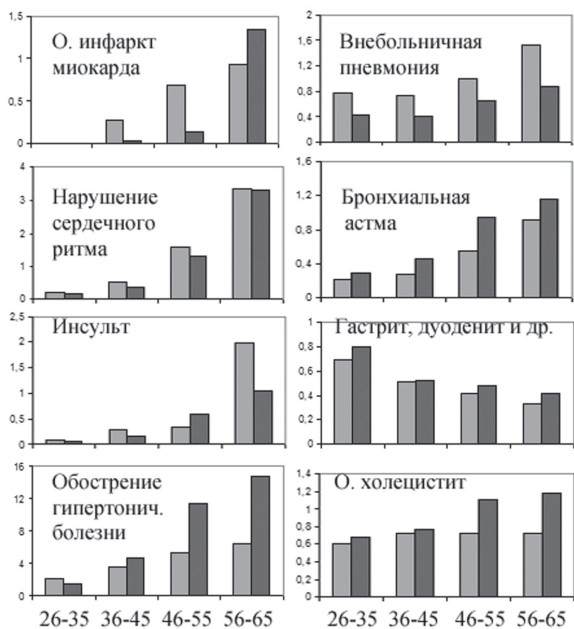 1,5
1
0,5
0
О. инфаркт
миокарда
2
1,6
1,2
0,8
0,4
0
Внебольничная
пневмония
4
3
2
1
0
Нарушение
сердечного
ритма
1,6
1,2
0,8
0,4
0
Бронхиальная
астма
2,5
2
1,5
1
0,5
0
Инсульт
1
0,8
0,6
0,4
0,2
0
Гастрит, дуоденит и др.
16
12
8
4
0
Обострение
гипертонич.
болезни
26-35 36-45 46-55 56-65
1,4
1,2
1
0,8
0,6
0,4
0,2
0
О. холецистит
26-35 36-45 46-55 56-65